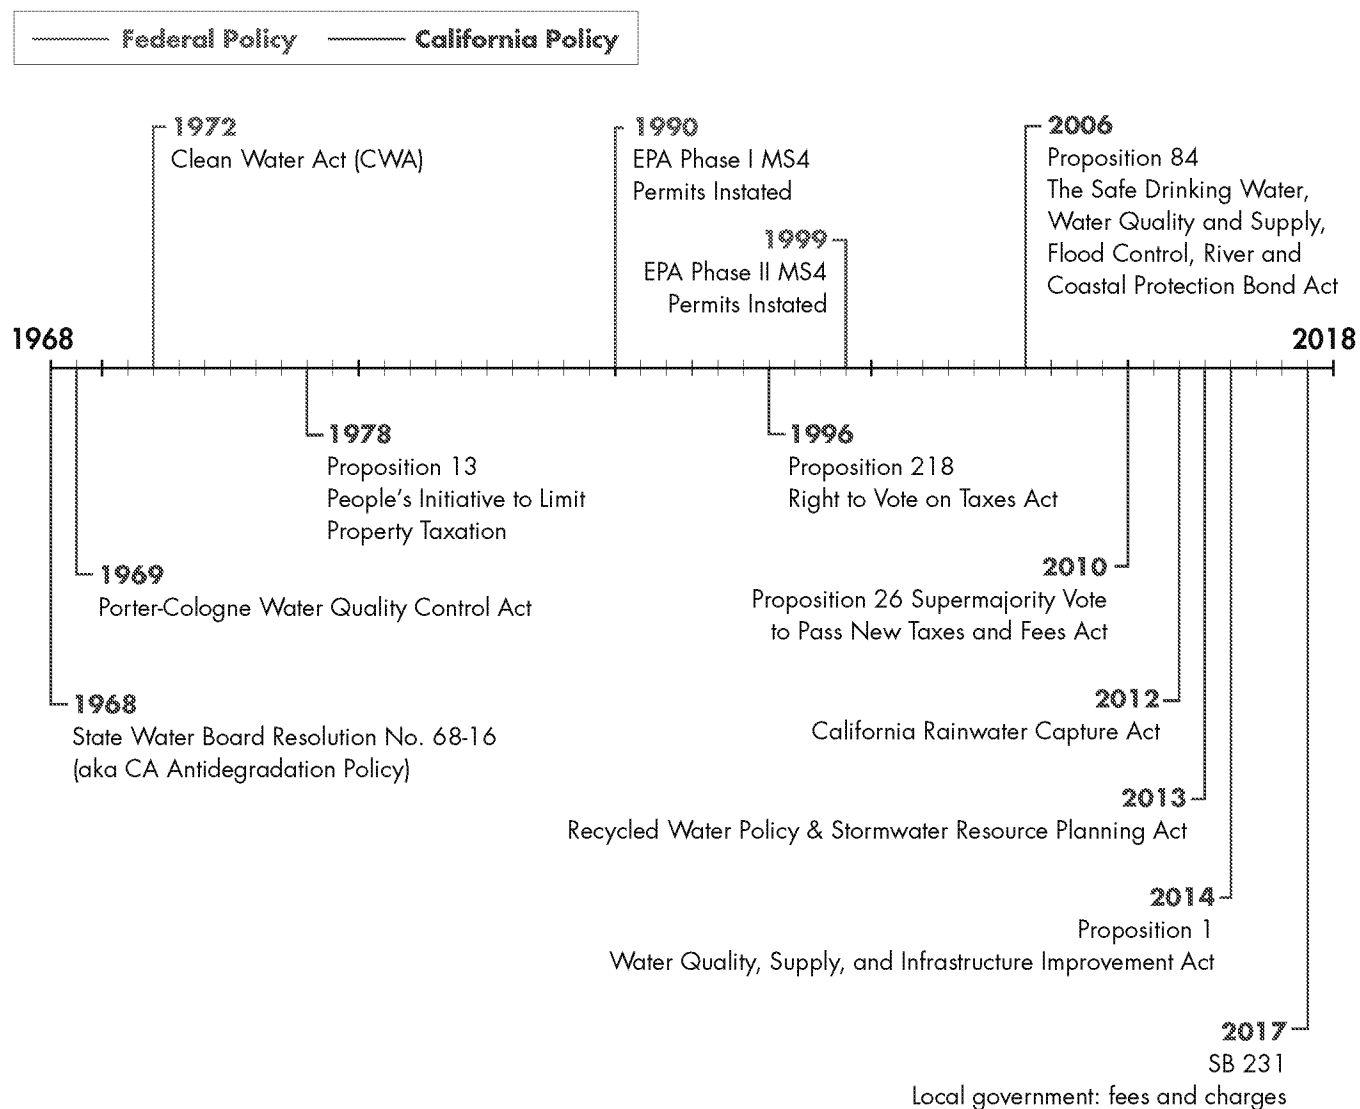 Federal Policy California Policy
1972
Clean Water Act (CWA)
1990
EPA Phase I MS4
Permits Instated
1999
EPA Phase II MS4
Permits Instated
2006
Proposition 84
The Safe Drinking Water,
Water Quality and Supply,
Flood Control, River and
Coastal Protection Bond Act
1968
2018
1978
Proposition 13
People's Initiative to Limit
Property Taxation
1996
Proposition 218
Right to Vote on Taxes Act
1969
Porter-Cologne Water Quality Control Act
2010
Proposition 26 Supermajority Vote
to Pass New Taxes and Fees Act
1968
State Water Board Resolution No. 68-16
(aka CA Antidegradation Policy)
2012
California Rainwater Capture Act
2013
Recycled Water Policy & Stormwater Resource Planning Act
2014
Proposition 1
Water Quality, Supply, and Infrastructure Improvement Act
2017
SB 231
Local government: fees and charges